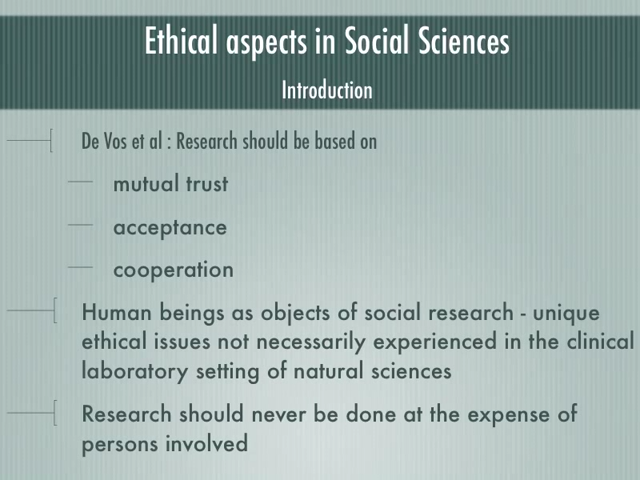 Ethical aspects in Social Sciences
Introduction
De Vos et al : Research should be based on
mutual trust
acceptance
cooperation
Human beings as objects of social research - unique
ethical issues not necessarily experienced in the clinical
laboratory setting of natural sciences
Research should never be done at the expense of
persons involved